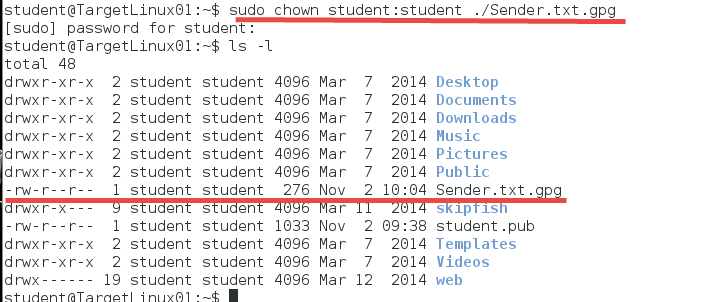 student@TargetLinux01:~$ sudo chown student:student ./Sender.txt.gpg
[sudo] password for student:
student@TargetLinux01:~$ ls -l
total 48
drwxr-xr-x  2 student student 4096 Mar  7  2014 Desktop
drwxr-xr-x  2 student student 4096 Mar  7  2014 Documents
drwxr-xr-x  2 student student 4096 Mar  7  2014 Downloads
drwxr-xr-x  2 student student 4096 Mar  7  2014 Music
drwxr-xr-x  2 student student 4096 Mar  7  2014 Pictures
drwxr-xr-x  2 student student 4096 Mar  7  2014 Public
-rw-r--r--  1 student student  276 Nov  2 10:04 Sender.txt.gpg
drwxr-x---  9 student student 4096 Mar 11  2014 skipfish
-rw-r--r--  1 student student 1033 Nov  2 09:38 student.pub
drwxr-xr-x  2 student student 4096 Mar  7  2014 Templates
drwxr-xr-x  2 student student 4096 Mar  7  2014 Videos
drwx------ 19 student student 4096 Mar 12  2014 web
student@TargetLinux01:~$